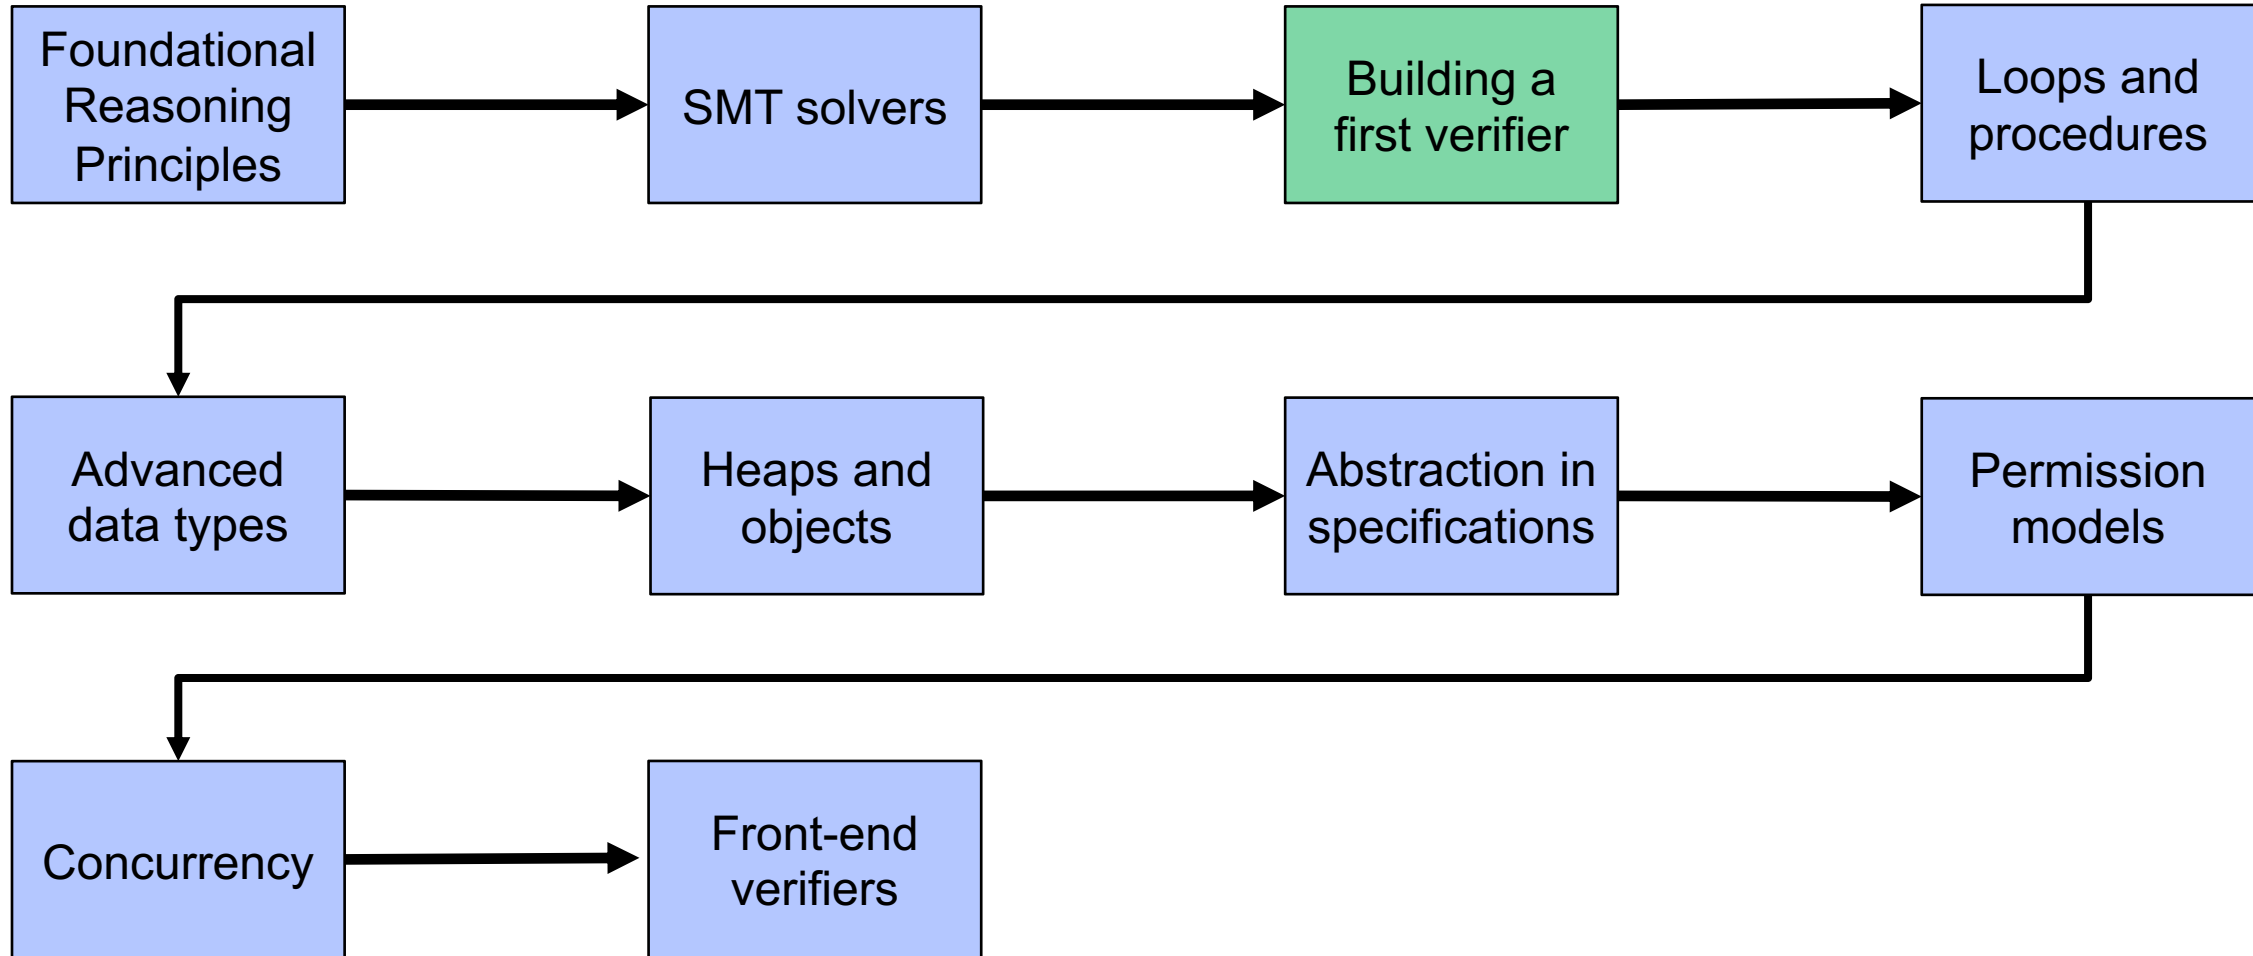 Foundational
Reasoning
Principles
SMT solvers
Building a
first verifier
Loops and
procedures
Advanced
data types
Heaps and
objects
Abstraction in
specifications
Permission
models
Concurrency
Front-end
verifiers